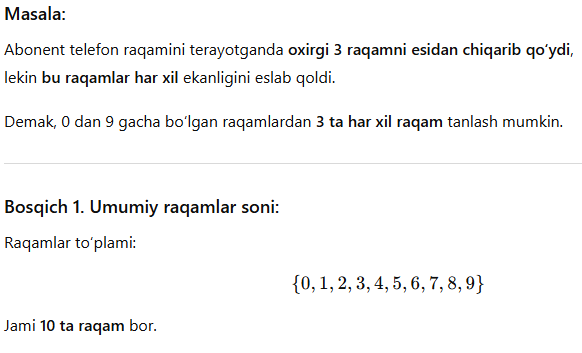 Masala:
Abonent telefon raqamini terayotganda oxirgi 3 raqamni esidan chiqarib qo‘ydi,
lekin bu raqamlar har xil ekanligini eslab qoldi.
Demak, 0 dan 9 gacha bo‘lgan raqamlardan 3 ta har xil raqam tanlash mumkin.
Bosqich 1. Umumiy raqamlar soni:
Raqamlar to‘plami:
{0, 1, 2, 3, 4, 5, 6, 7, 8, 9}
Jami 10 ta raqam bor.